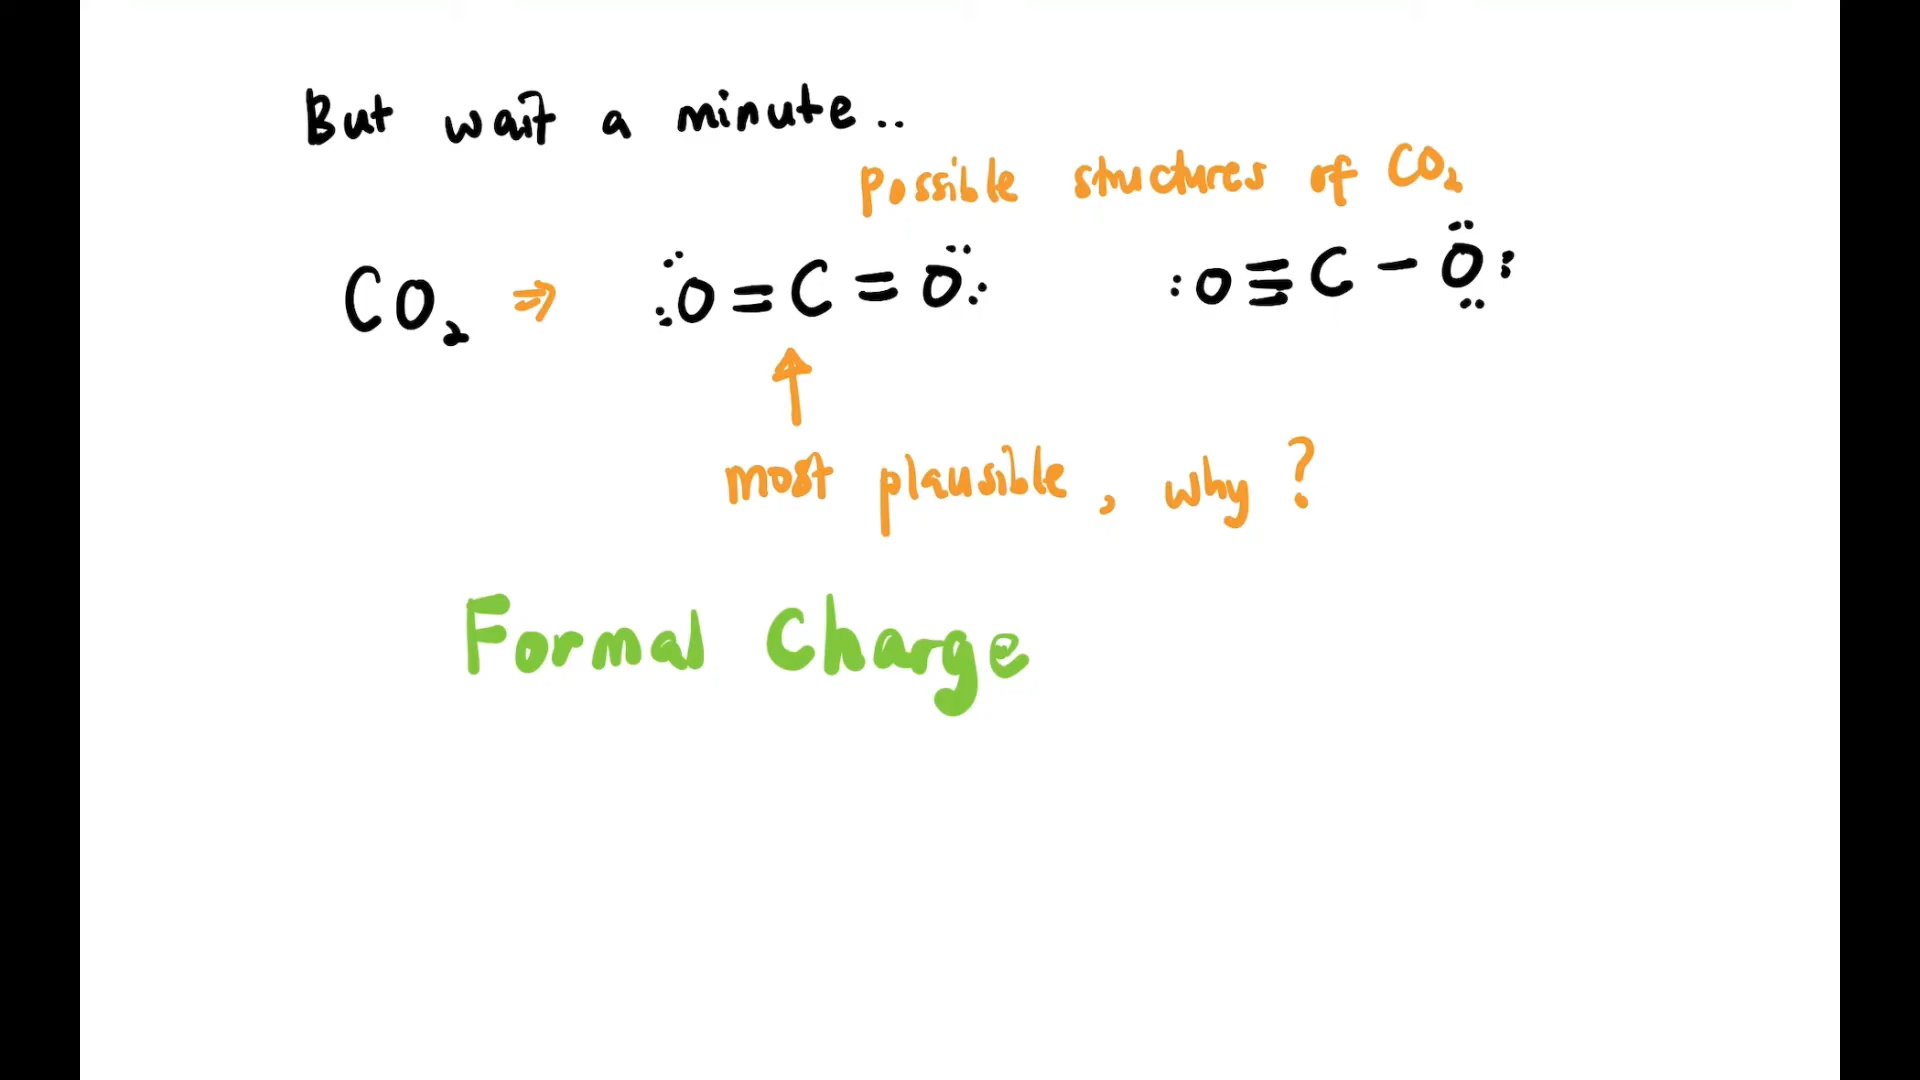 But wait a minute..
possible structures of CO₂
CO₂ ⇒ :Ö=C=Ö: :O≡C-Ö̤:
most plausible, why?
Formal Charge